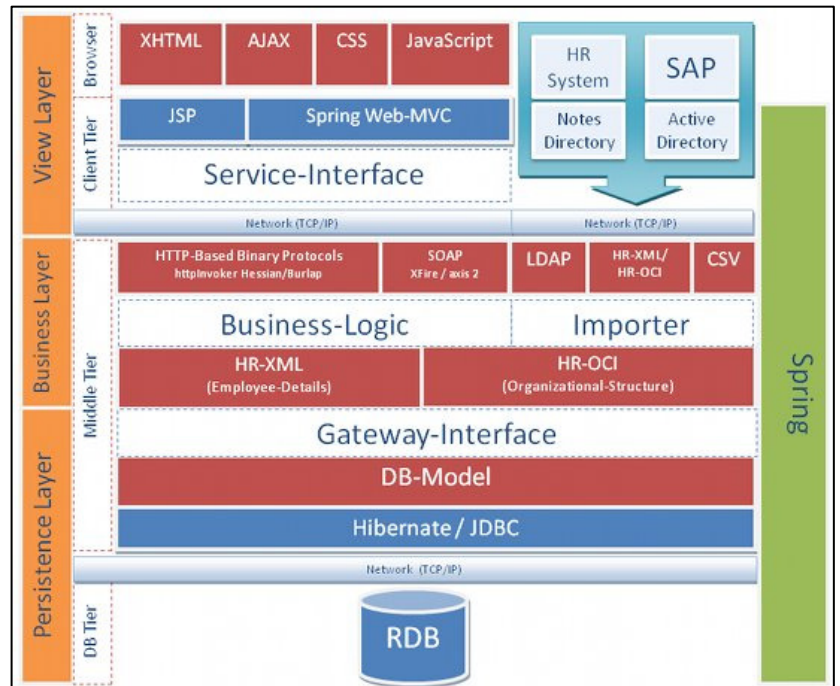 View Layer
Browser
XHTML
AJAX
CSS
JavaScript
HR
System
SAP
Notes
Directory
Active
Directory
Client Tier
JSP
Spring Web-MVC
Service-Interface
Network (TCP/IP)
Network (TCP/IP)
Business Layer
Middle Tier
HTTP-Based Binary Protocols
httpInvoker Hessian/Burlap
SOAP
XFire / axis 2
LDAP
HR-XML/
HR-OCI
CSV
Business-Logic
Importer
HR-XML
(Employee-Details)
HR-OCI
(Organizational-Structure)
Persistence Layer
Gateway-Interface
DB-Model
Hibernate / JDBC
Network (TCP/IP)
DB Tier
RDB
Spring